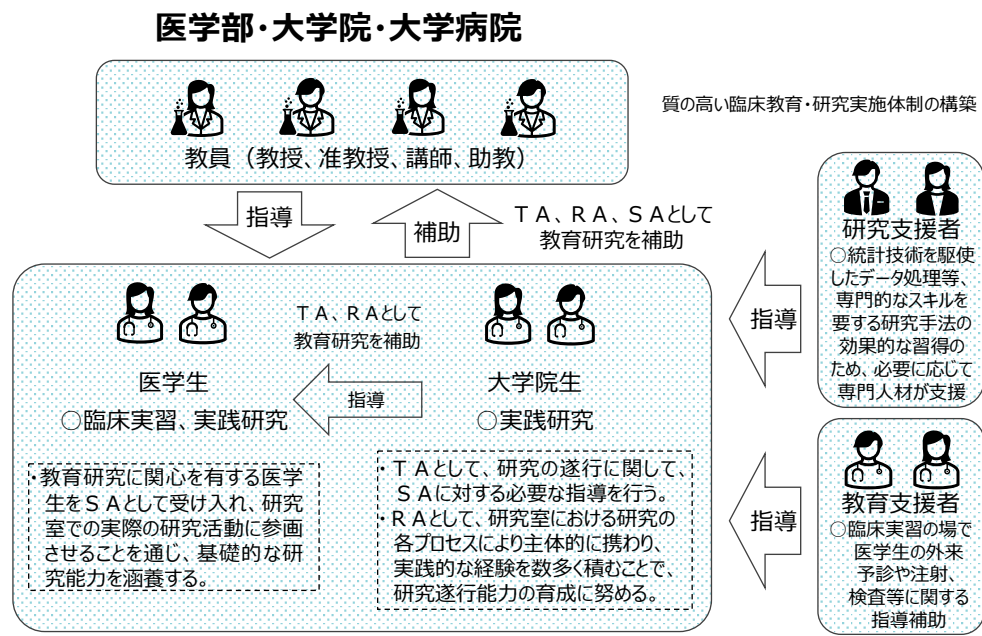 医学部・大学院・大学病院
質の高い臨床教育・研究実施体制の構築
教員（教授、准教授、講師、助教）
指導
補助
ＴＡ、ＲＡ、ＳＡとして
教育研究を補助
医学生
○臨床実習、実践研究
ＴＡ、ＲＡとして
教育研究を補助
指導
大学院生
○実践研究
・教育研究に関心を有する医学
生をＳＡとして受け入れ、研究
室での実際の研究活動に参画
させることを通じ、基礎的な研
究能力を涵養する。
・ＴＡとして、研究の遂行に関して、
ＳＡに対する必要な指導を行う。
・ＲＡとして、研究室における研究の
各プロセスにより主体的に携わり、
実践的な経験を数多く積むことで、
研究遂行能力の育成に努める。
指導
研究支援者
○統計技術を駆使
したデータ処理等、
専門的なスキルを
要する研究手法の
効果的な習得の
ため、必要に応じて
専門人材が支援
指導
教育支援者
○臨床実習の場で
医学生の外来
予診や注射、
検査等に関する
指導補助